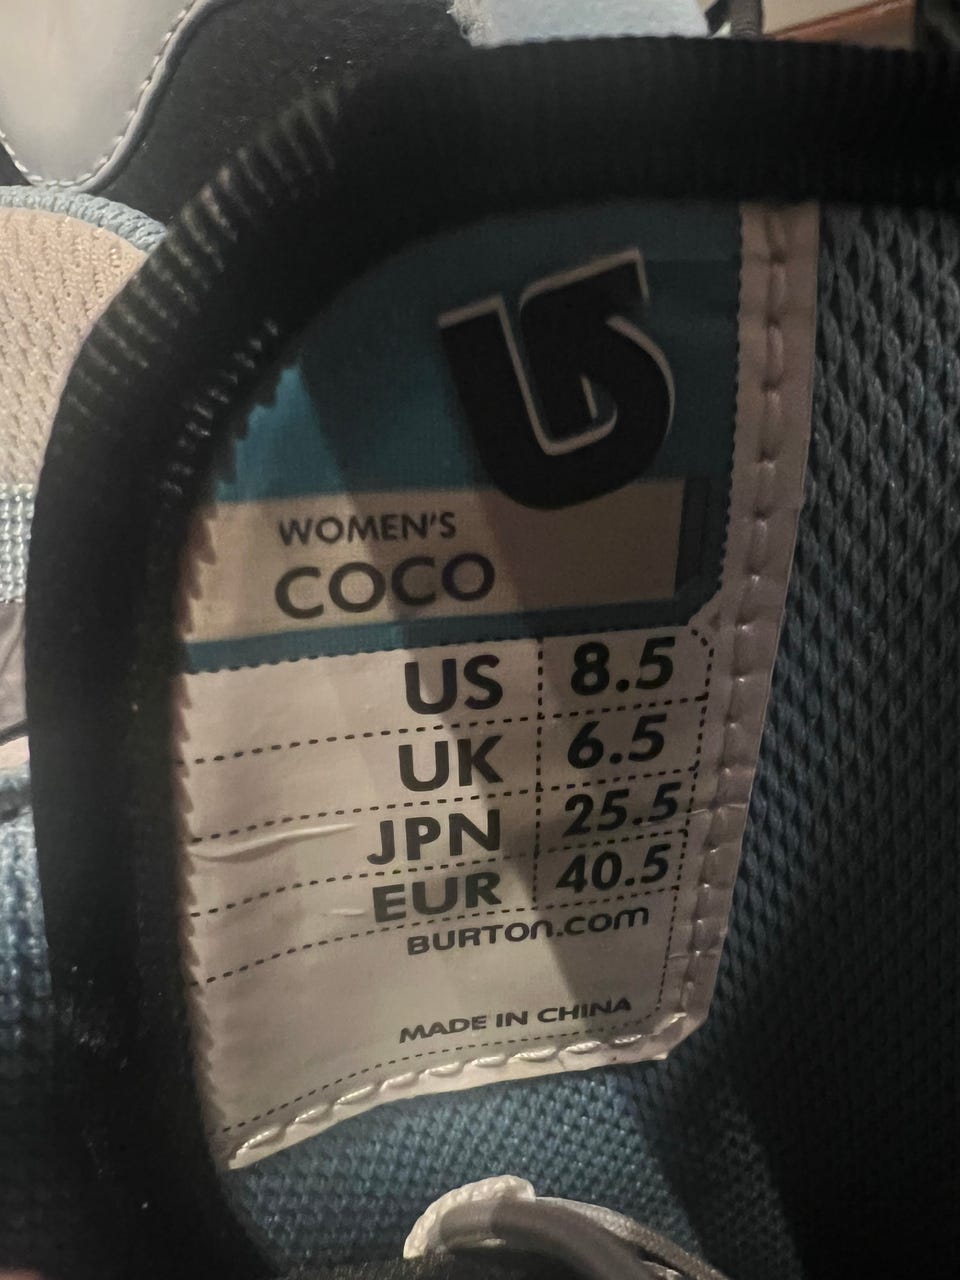 WOMEN'S
COCO
US 8.5
UK 6.5
JPN 25.5
EUR 40.5
BURTON.COM
MADE IN CHINA